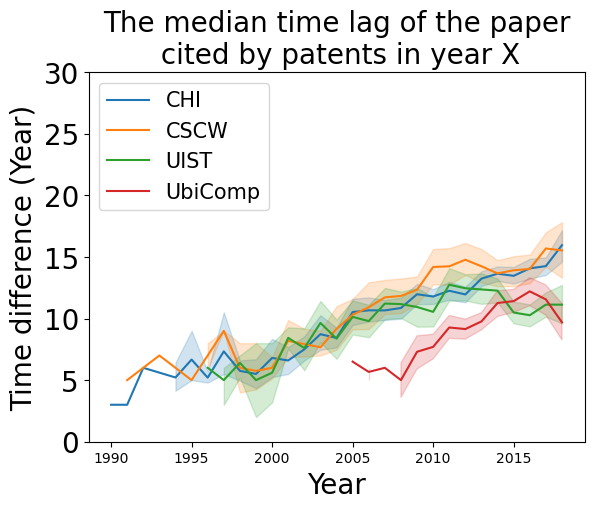 The median time lag of the paper
cited by patents in year X
Time difference (Year)
30
25
20
15
10
5
0
CHI
CSCW
UIST
UbiComp
1990 1995 2000 2005 2010 2015
Year